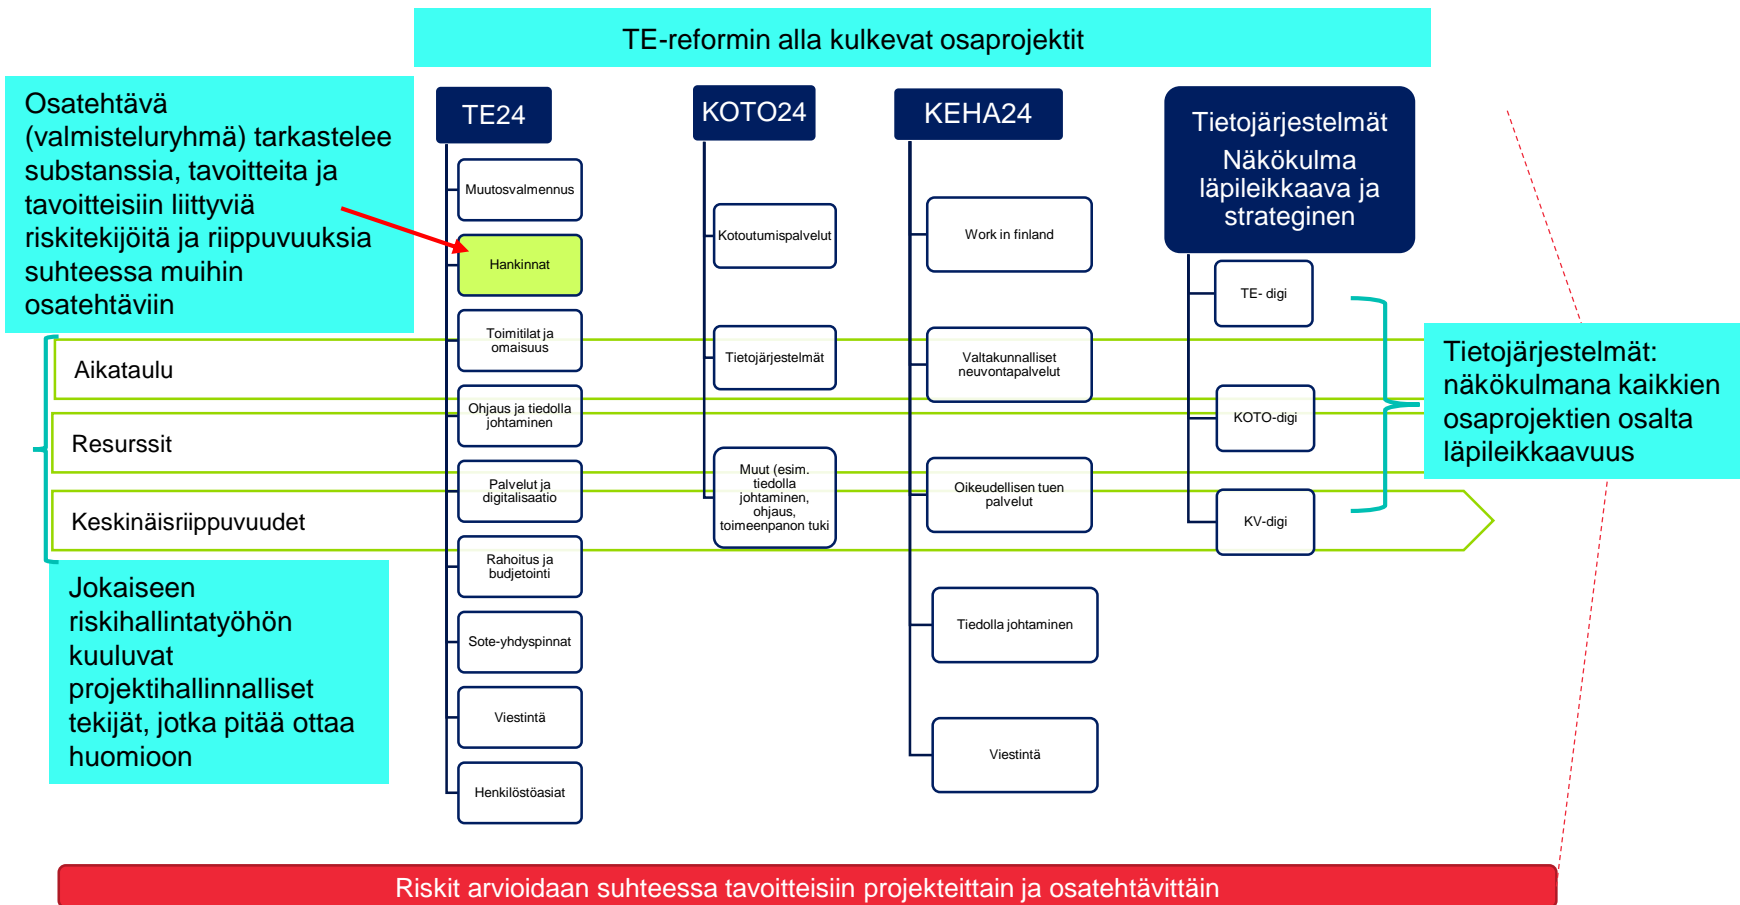 TE-reformin alla kulkevat osaprojektit
Osatehtävä
(valmisteluryhmä) tarkastelee
substanssia, tavoitteita ja
tavoitteisiin liittyviä
riskitekijöitä ja riippuvuuksia
suhteessa muihin
osatehtäviin
Aikataulu
Resurssit
Keskinäisriippuvuudet
Jokaiseen
riskihallintatyöhön
kuuluvat
projektihallinnalliset
tekijät, jotka pitää ottaa
huomioon
TE24
Muutosvalmennus
Hankinnat
Toimitilat ja
omaisuus
Ohjaus ja tiedolla
johtaminen
Palvelut ja
digitalisaatio
Rahoitus ja
budjetointi
Sote-yhdyspinnat
Viestintä
Henkilöstöasiat
KOTO24
Kotoutumispalvelut
Tietojärjestelmät
Muut (esim.
tiedolla
johtaminen,
ohjaus,
toimeenpanon tuki
KEHA24
Work in finland
Valtakunnalliset
neuvontapalvelut
Oikeudellisen tuen
palvelut
Tiedolla johtaminen
Viestintä
Tietojärjestelmät
Näkökulma
läpileikkaava ja
strateginen
TE- digi
KOTO-digi
KV-digi
Tietojärjestelmät:
näkökulmana kaikkien
osaprojektien osalta
läpileikkaavuus
Riskit arvioidaan suhteessa tavoitteisiin projekteittain ja osatehtävittäin